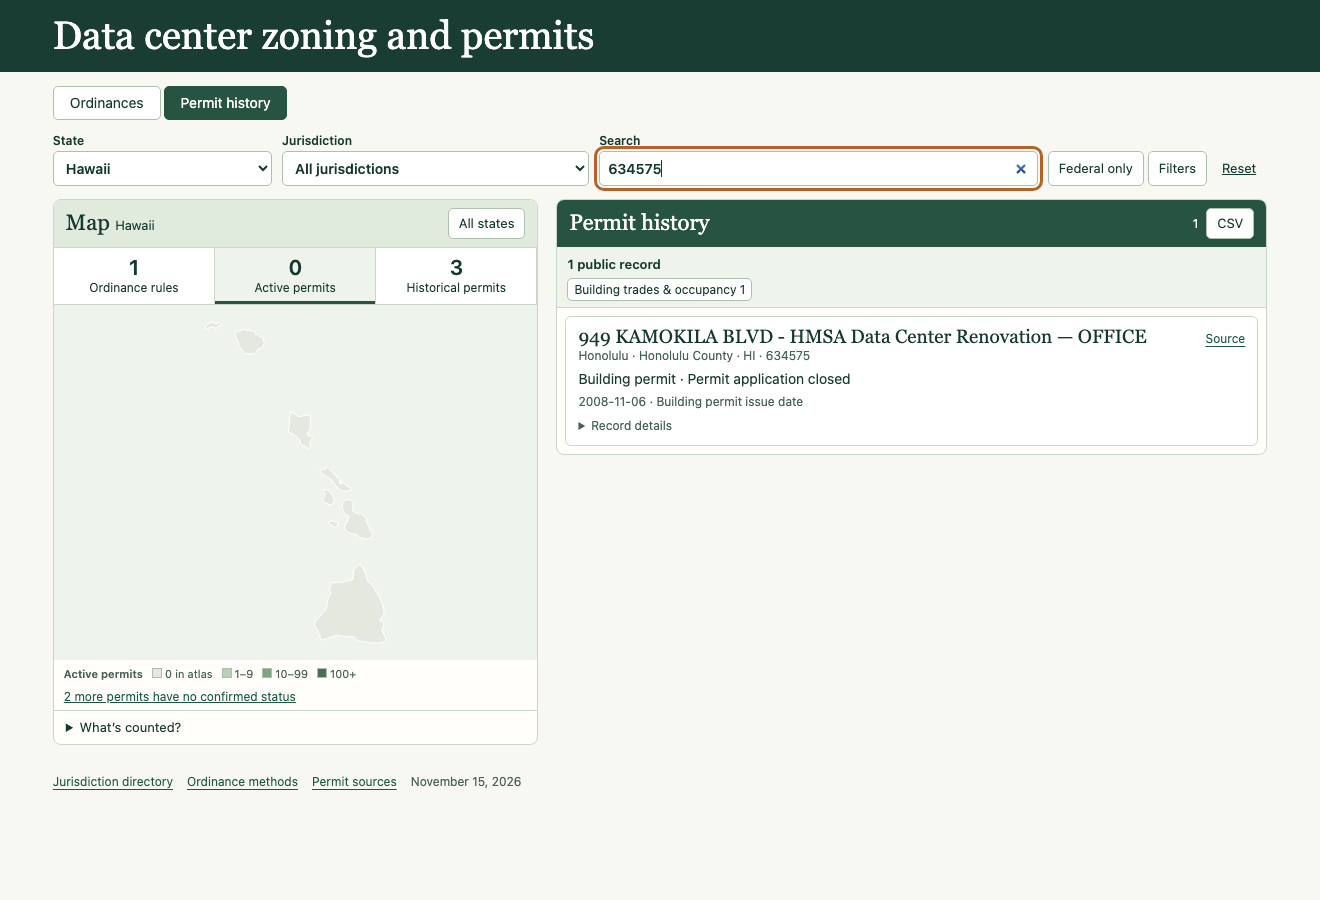 Data center zoning and permits
Ordinances
Permit history
State
Jurisdiction
Search
Hawaii
All jurisdictions
634575
Federal only
Filters
Reset
Map Hawaii
All states
1
Ordinance rules
0
Active permits
3
Historical permits
Active permits 0 in atlas 1–9 10–99 100+
2 more permits have no confirmed status
What's counted?
Permit history
1
CSV
1 public record
Building trades & occupancy 1
949 KAMOKILA BLVD - HMSA Data Center Renovation — OFFICE
Source
Honolulu · Honolulu County · HI · 634575
Building permit · Permit application closed
2008-11-06 · Building permit issue date
Record details
Jurisdiction directory Ordinance methods Permit sources November 15, 2026